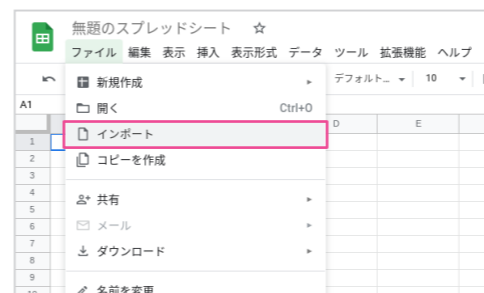 無題のスプレッドシート
ファイル 編集 表示 挿入 表示形式 データ ツール 拡張機能 ヘルプ
新規作成 デフォルト... 10
A1 開く Ctrl+O
インポート D E
1
コピーを作成
2
3
共有
4
5
メール
6
7
ダウンロード
8
9
名前を変更
10